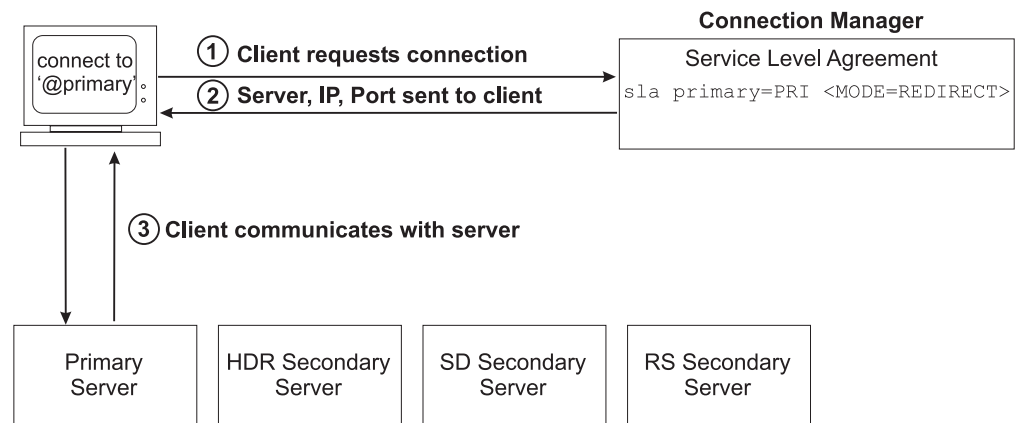 Connection Manager
connect to
'@primary'
1 Client requests connection
Service Level Agreement
sla primary=PRI <MODE=REDIRECT>
2 Server, IP, Port sent to client
3 Client communicates with server
Primary
Server
HDR Secondary
Server
SD Secondary
Server
RS Secondary
Server